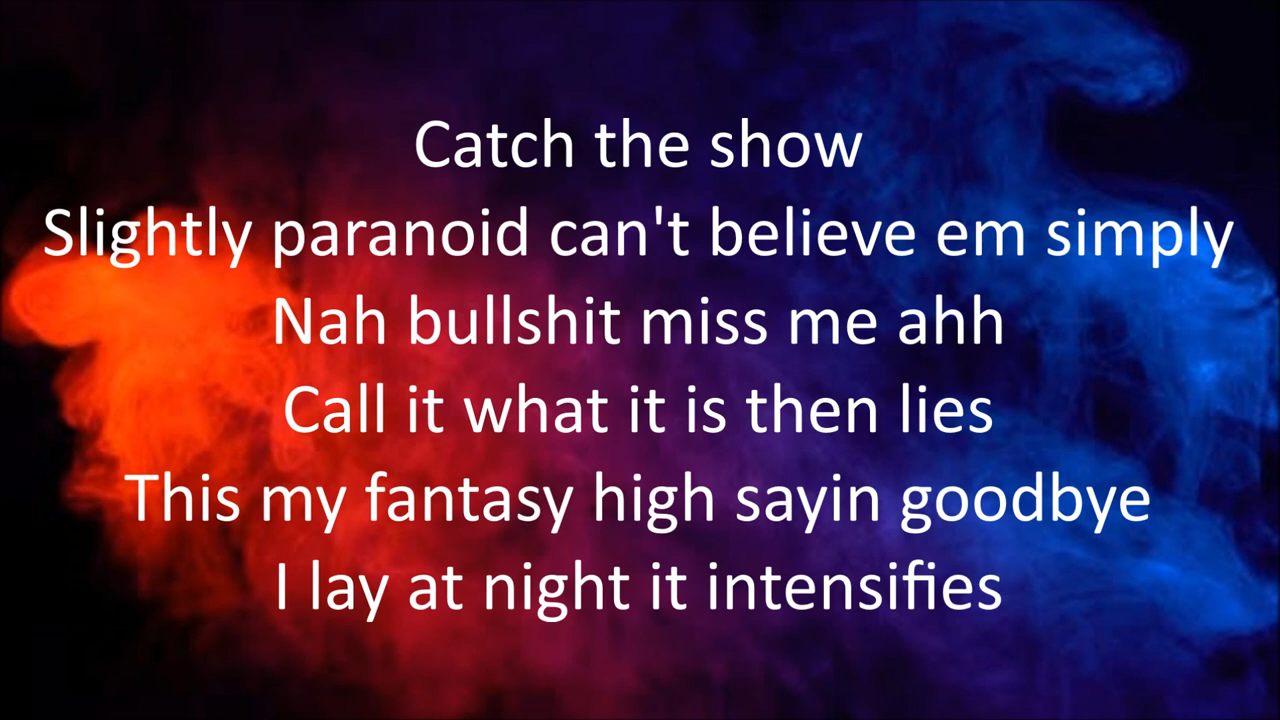 Catch the show
Slightly paranoid can't believe em simply
Nah bullshit miss me ahh
Call it what it is then lies
This my fantasy high sayin goodbye
I lay at night it intensifies